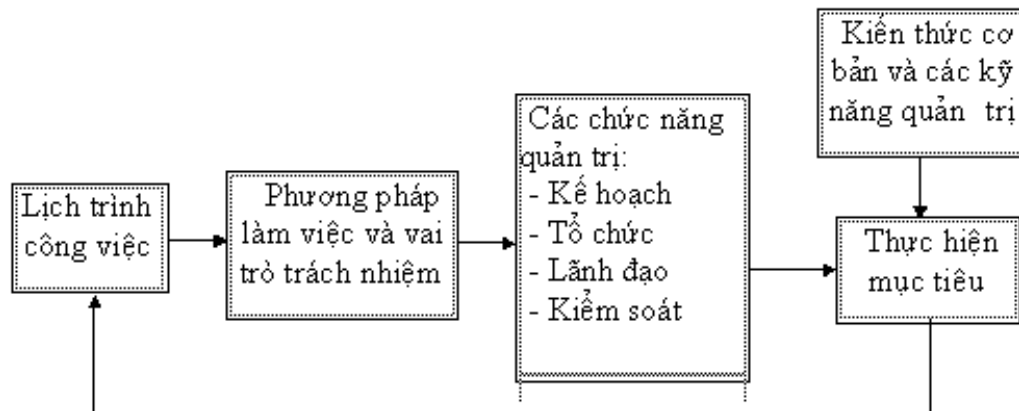 Lịch trình
công việc
Phương pháp
làm việc và vai
trò trách nhiệm
Các chức năng
quản trị:
- Kế hoạch
- Tổ chức
- Lãnh đạo
- Kiểm soát
Kiến thức cơ
bản và các kỹ
năng quản trị
Thực hiện
mục tiêu